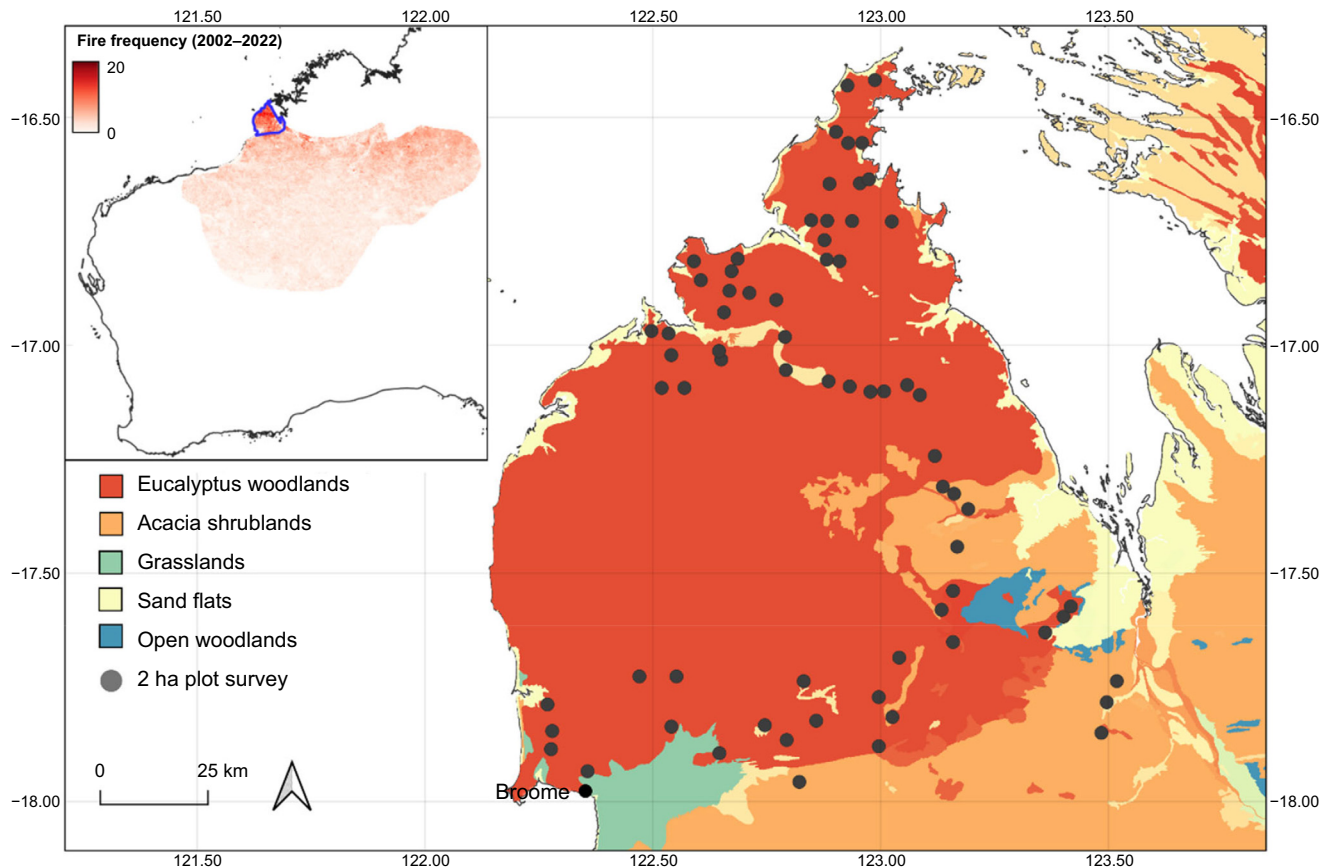 121.50 122.00 122.50 123.00 123.50
Fire frequency (2002–2022)
20
0
−16.50 −16.50
−17.00 −17.00
Eucalyptus woodlands
Acacia shrublands
Grasslands
Sand flats
Open woodlands
2 ha plot survey
−17.50 −17.50
0 25 km
Broome
−18.00 −18.00
121.50 122.00 122.50 123.00 123.50